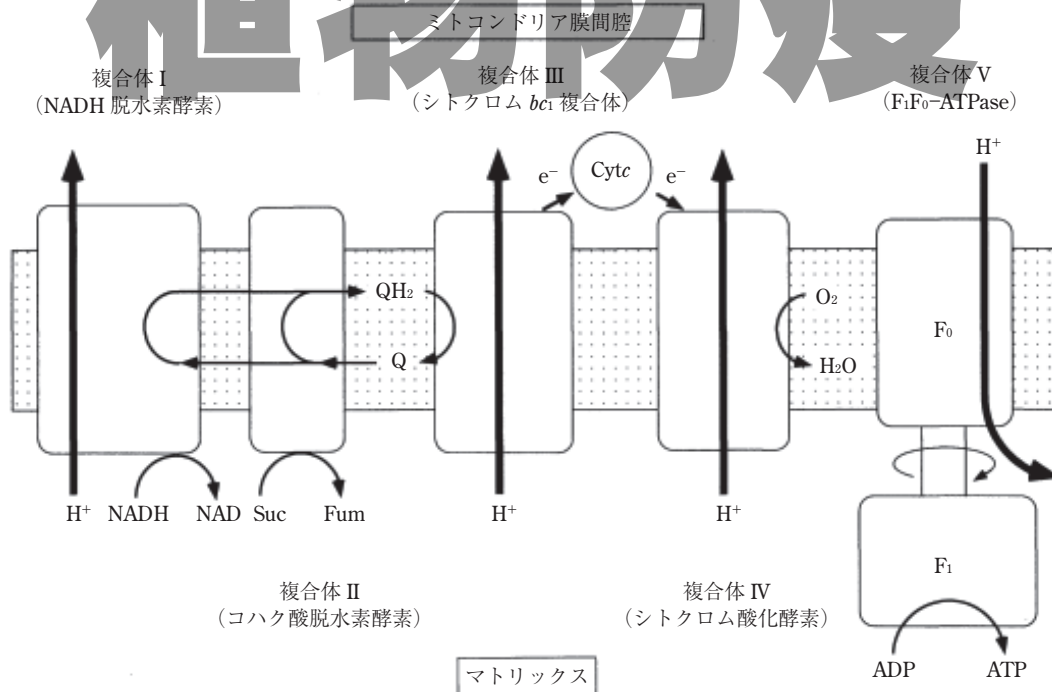 植物防疫
ミトコンドリア膜間腔
複合体 I
（NADH 脱水素酵素）
複合体 III
（シトクロム bc1 複合体）
複合体 V
（F1F0−ATPase）
H+
e−
Cytc
e−
QH2
Q
O2
H2O
F0
H+
NADH
NAD
Suc
Fum
H+
H+
F1
複合体 II
（コハク酸脱水素酵素）
複合体 IV
（シトクロム酸化酵素）
ADP
ATP
マトリックス